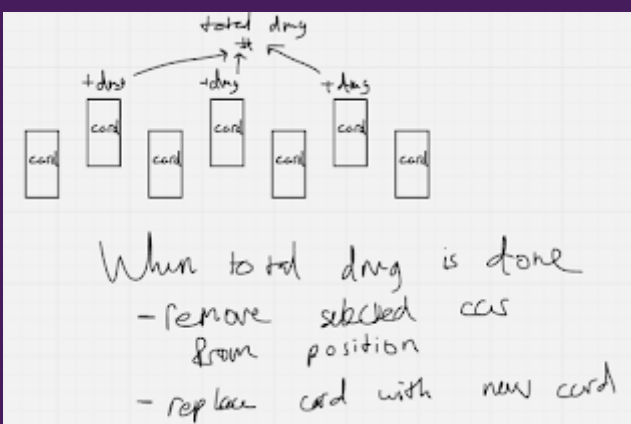 total dmg
#
+dmg +dmg +dmg
card card card
card card card card
When total dmg is done
- remove selected
from position
- replace card with new card